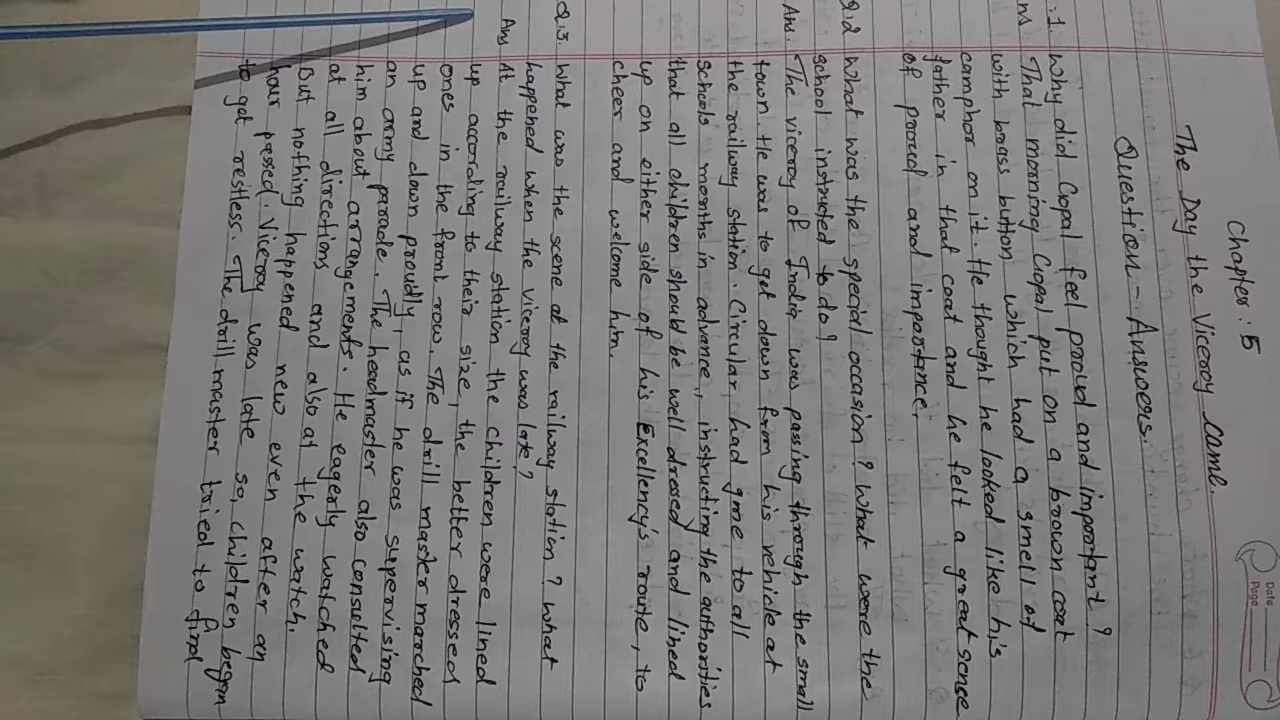 Date
Page
Chapter : 5
The Day the Viceroy came.
Question - Answers.
:1. Why did Gopal feel proud and important ?
ns That morning Gopal put on a brown coat
with brass button which had a smell of
camphor on it. He thought he looked like his
father in that coat and he felt a great sense
of proud and importance.
Q.2 What was the special occasion ? What were the
school instructed to do ?
Ans. The viceroy of India was passing through the small
town. He was to get down from his vehicle at
the railway station. Circular had gone to all
schools months in advance, instructing the authorities
that all children should be well dressed and lined
up on either side of his Excellency's route, to
cheer and welcome him.
Q.3. What was the scene at the railway station ? What
happened when the viceroy was late ?
Ans At the railway station the children were lined
up according to their size, the better dressed
ones in the front row. The drill master marched
up and down proudly, as if he was supervising
an army parade. The headmaster also consulted
him about arrangements. He eagerly watched
at all directions and also at the watch.
But nothing happened new even after an
hour passed. Viceroy was late so, children began
to get restless. The drill master tried to find